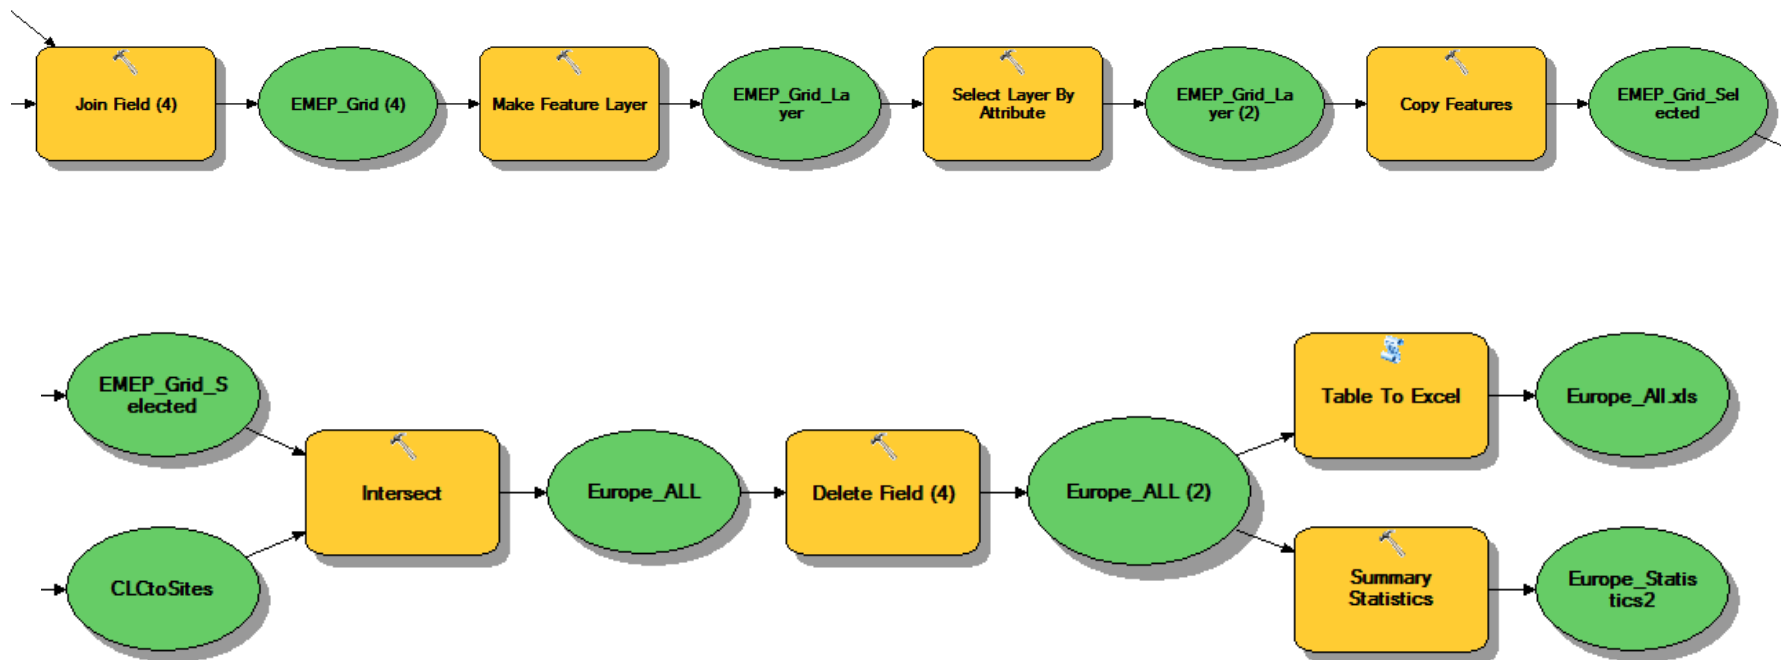 Join Field (4)
EMEP_Grid (4)
Make Feature Layer
EMEP_Grid_La
yer
Select Layer By
Attribute
EMEP_Grid_La
yer (2)
Copy Features
EMEP_Grid_Sel
ected
EMEP_Grid_S
elected
CLCtoSites
Intersect
Europe_ALL
Delete Field (4)
Europe_ALL (2)
Table To Excel
Europe_All.xls
Summary
Statistics
Europe_Statis
tics2